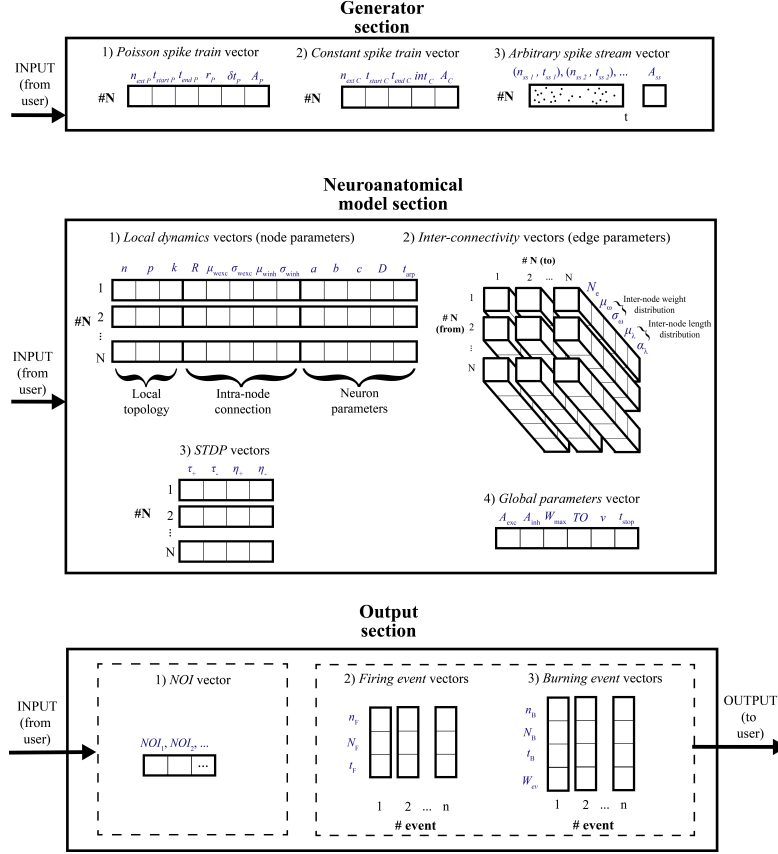 Generator
section
INPUT
(from
user)
1) Poisson spike train vector
n_ext P t_start P t_end P r_P δt_P A_P
#N
2) Constant spike train vector
n_ext C t_start C t_end C int_C A_C
#N
3) Arbitrary spike stream vector
(n_ss 1 , t_ss 1), (n_ss 2 , t_ss 2), ... A_ss
#N
t
Neuroanatomical
model section
INPUT
(from
user)
1) Local dynamics vectors (node parameters)
n p k R μ_wexc σ_wexc μ_winh σ_winh a b c D t_arp
1
#N 2
⋮
N
Local
topology
Intra-node
connection
Neuron
parameters
2) Inter-connectivity vectors (edge parameters)
# N (to)
1 2 ... N
# N
(from)
1
2
⋮
N
N_e
μ_ω
σ_ω
Inter-node weight
distribution
μ_λ
α_λ
Inter-node length
distribution
3) STDP vectors
τ_+ τ_- η_+ η_-
1
#N 2
⋮
N
4) Global parameters vector
A_exc A_inh W_max TO v t_stop
Output
section
INPUT
(from
user)
1) NOI vector
NOI_1, NOI_2, ...
...
2) Firing event vectors
n_F
N_F
t_F
1 2 ... n
# event
3) Burning event vectors
n_B
N_B
t_B
W_ev
1 2 ... n
# event
OUTPUT
(to
user)